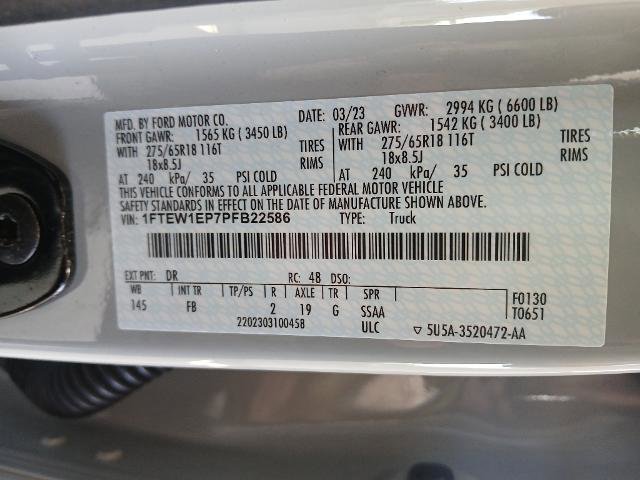 MFD. BY FORD MOTOR CO. DATE: 03/23 GVWR: 2994 KG ( 6600 LB)
FRONT GAWR: 1565 KG ( 3450 LB) REAR GAWR: 1542 KG ( 3400 LB)
WITH 275/65R18 116T TIRES WITH 275/65R18 116T TIRES
18x8.5J RIMS 18x8.5J RIMS
AT 240 kPa/ 35 PSI COLD AT 240 kPa/ 35 PSI COLD
THIS VEHICLE CONFORMS TO ALL APPLICABLE FEDERAL MOTOR VEHICLE
SAFETY STANDARDS IN EFFECT ON THE DATE OF MANUFACTURE SHOWN ABOVE.
VIN: 1FTEW1EP7PFB22586 TYPE: Truck
EXT PNT: DR RC: 4B DSO:
WB INT TR TP/PS R AXLE TR SPR F0130
145 FB 2 19 G SSAA T0651
2202303100458 ULC ▽ 5U5A-3520472-AA